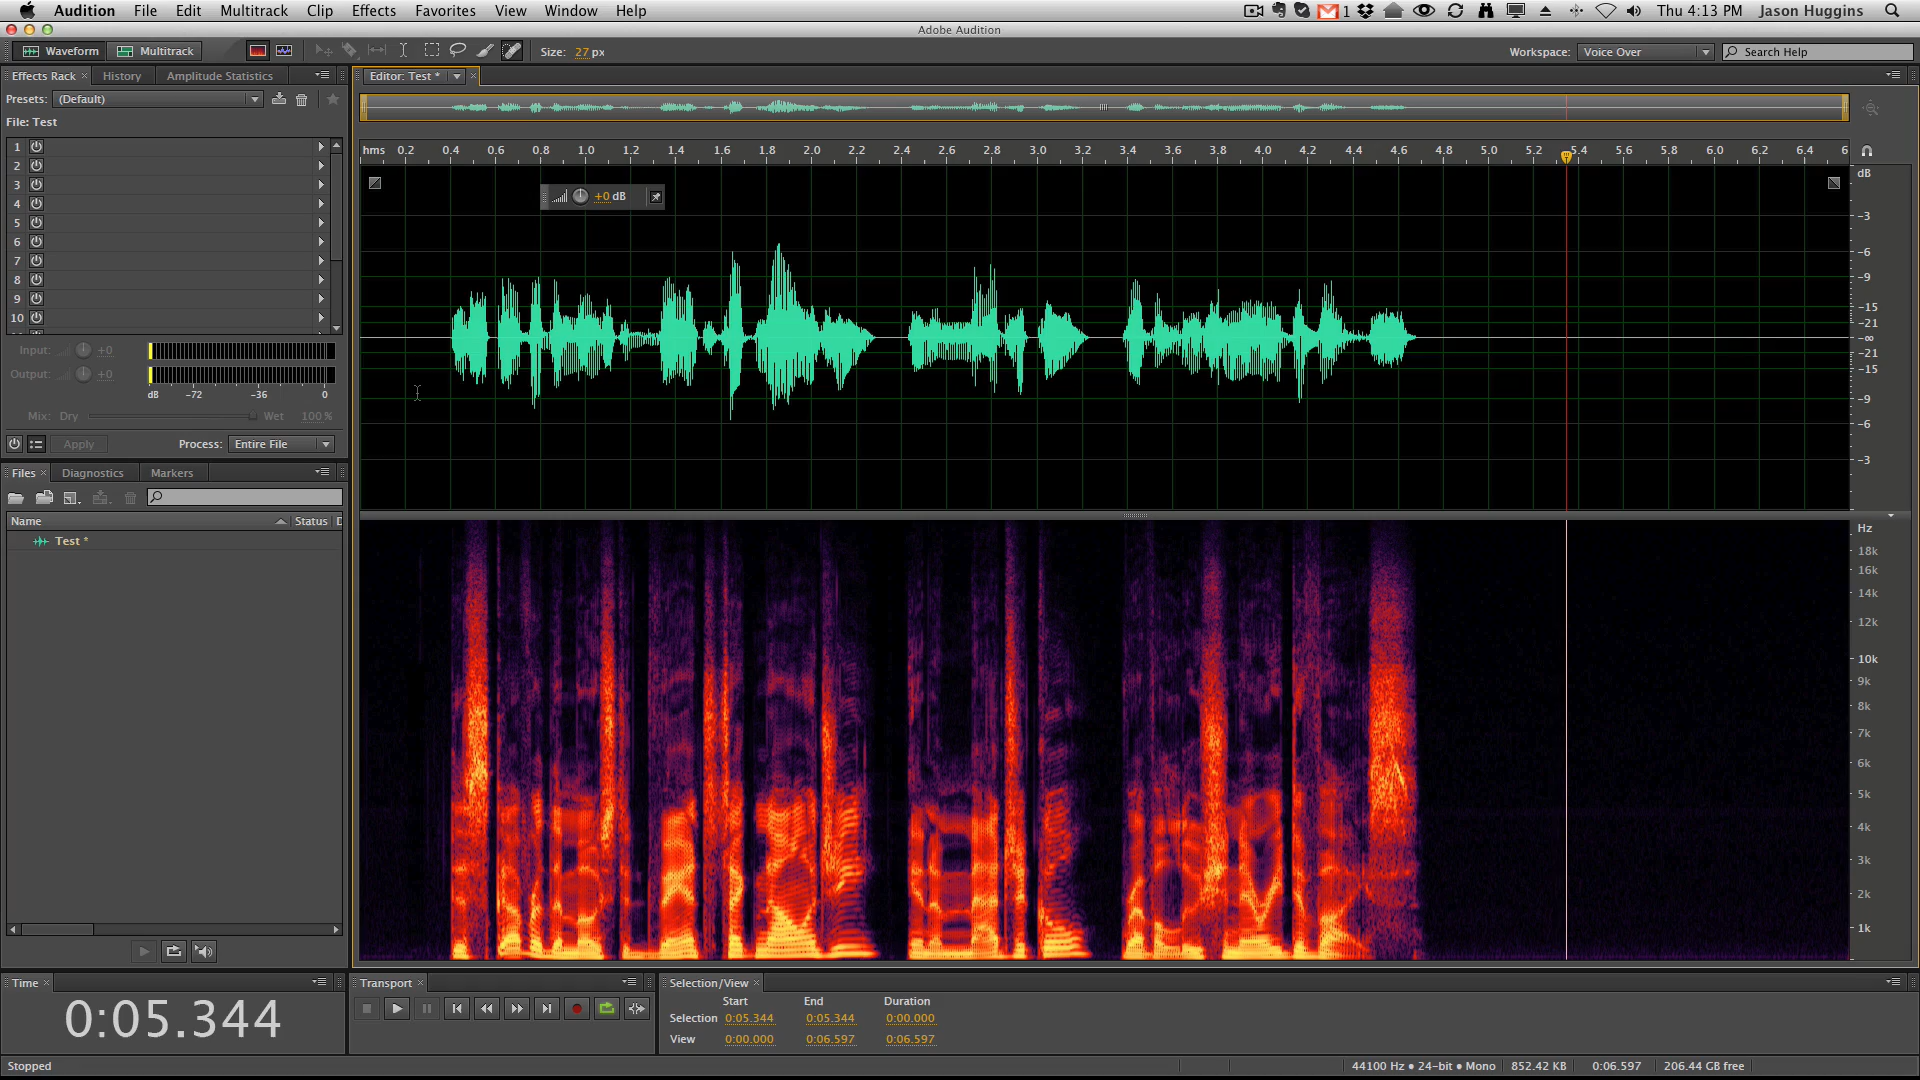 Audition File Edit Multitrack Clip Effects Favorites View Window Help 1 Thu 4:13 PM Jason Huggins
Adobe Audition
Waveform Multitrack Size: 27 px Workspace: Voice Over Search Help
Effects Rack × History Amplitude Statistics Editor: Test * ×
Presets: (Default)
File: Test
hms 0.2 0.4 0.6 0.8 1.0 1.2 1.4 1.6 1.8 2.0 2.2 2.4 2.6 2.8 3.0 3.2 3.4 3.6 3.8 4.0 4.2 4.4 4.6 4.8 5.0 5.2 5.4 5.6 5.8 6.0 6.2 6.4 6
1
2
3
4
5
6
7
8
9
10
+0 dB
dB
-3
-6
-9
-15
-21
-∞
-21
-15
-9
-6
-3
Input: +0
Output: +0
dB -72 -36 0
Mix: Dry Wet 100 %
Apply Process: Entire File
Files × Diagnostics Markers
Name Status D
Test *
Hz
18k
16k
14k
12k
10k
9k
8k
7k
6k
5k
4k
3k
2k
1k
Time × Transport × Selection/View ×
0:05.344
Start End Duration
Selection 0:05.344 0:05.344 0:00.000
View 0:00.000 0:06.597 0:06.597
Stopped 44100 Hz • 24-bit • Mono 852.42 KB 0:06.597 206.44 GB free